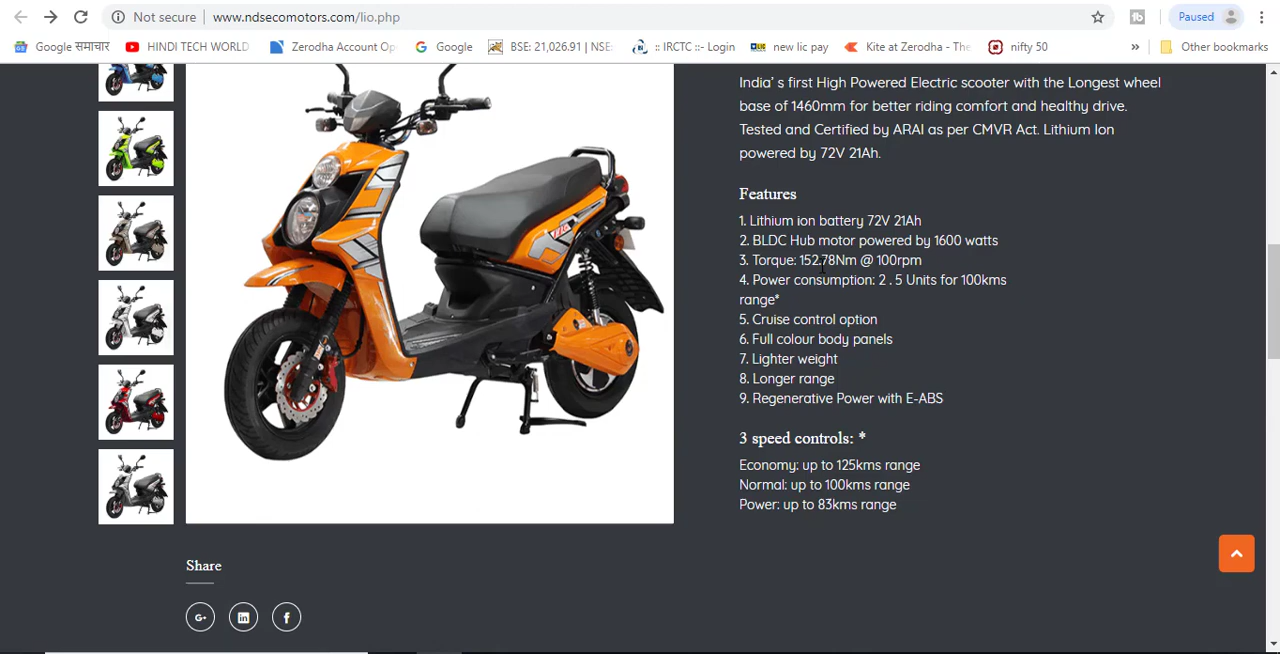 Not secure
www.ndsecomotors.com/lio.php
Paused
Google समाचार
HINDI TECH WORLD
Zerodha Account Op
Google
BSE: 21,026.91 | NSE
:: IRCTC ::- Login
new lic pay
Kite at Zerodha - The
nifty 50
»
Other bookmarks
India' s first High Powered Electric scooter with the Longest wheel
base of 1460mm for better riding comfort and healthy drive.
Tested and Certified by ARAI as per CMVR Act. Lithium Ion
powered by 72V 21Ah.
Features
1. Lithium ion battery 72V 21Ah
2. BLDC Hub motor powered by 1600 watts
3. Torque: 152.78Nm @ 100rpm
4. Power consumption: 2 . 5 Units for 100kms
range*
5. Cruise control option
6. Full colour body panels
7. Lighter weight
8. Longer range
9. Regenerative Power with E-ABS
3 speed controls: *
Economy: up to 125kms range
Normal: up to 100kms range
Power: up to 83kms range
Share
G+
in
f